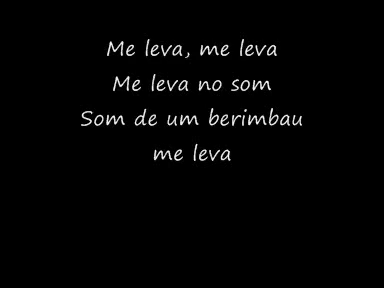 Me leva, me leva
Me leva no som
Som de um berimbau
me leva